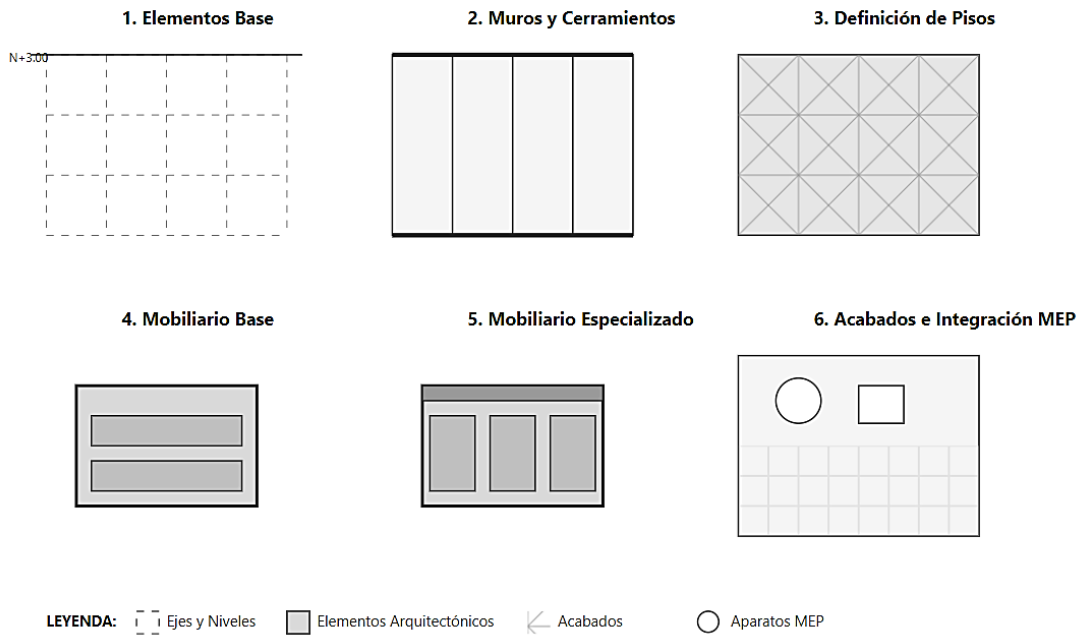 1. Elementos Base
2. Muros y Cerramientos
3. Definición de Pisos
N+3.00
4. Mobiliario Base
5. Mobiliario Especializado
6. Acabados e Integración MEP
LEYENDA: Ejes y Niveles Elementos Arquitectónicos Acabados Aparatos MEP